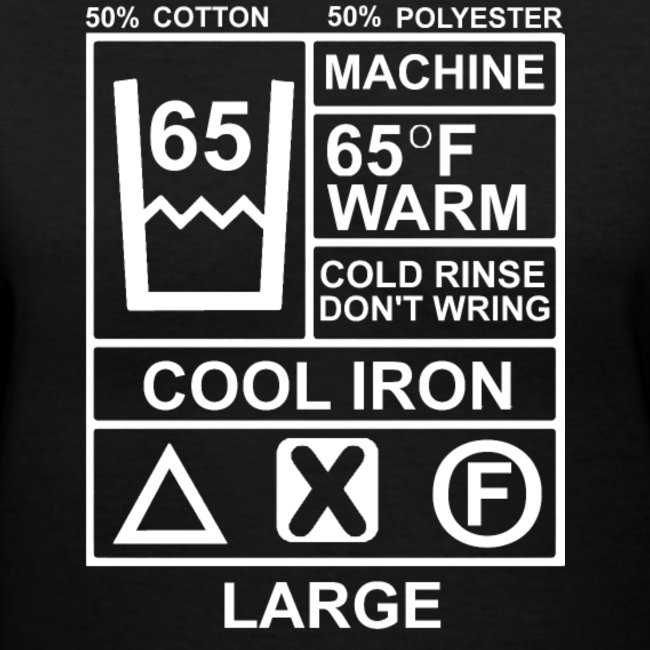 50% COTTON 50% POLYESTER
65
MACHINE
65°F
WARM
COLD RINSE
DON'T WRING
COOL IRON
X F
LARGE